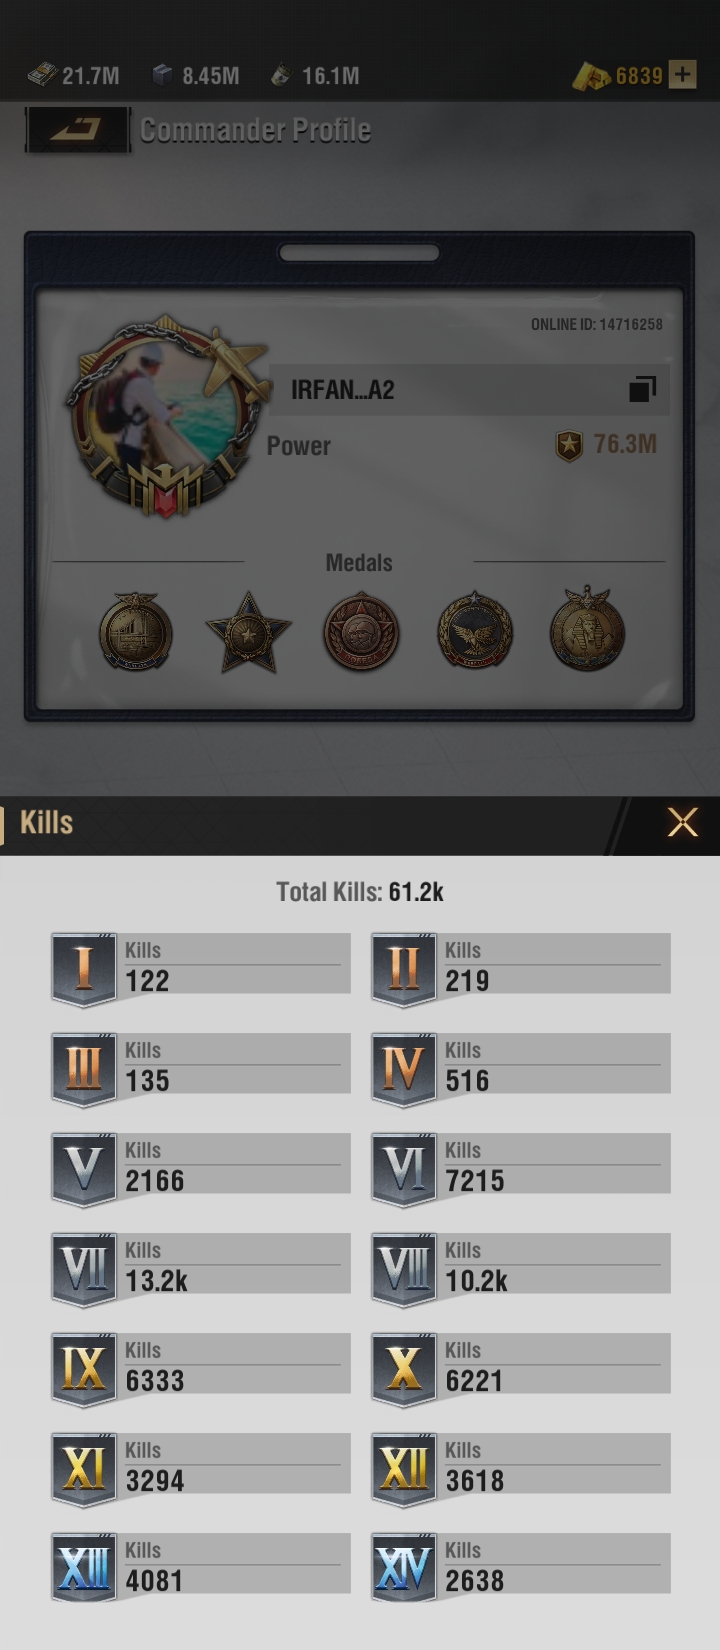 21.7M 8.45M 16.1M 6839 +
Commander Profile
ONLINE ID: 14716258
IRFAN...A2
Power 76.3M
Medals
Kills
Total Kills: 61.2k
I Kills 122
II Kills 219
III Kills 135
IV Kills 516
V Kills 2166
VI Kills 7215
VII Kills 13.2k
VIII Kills 10.2k
IX Kills 6333
X Kills 6221
XI Kills 3294
XII Kills 3618
XIII Kills 4081
XIV Kills 2638